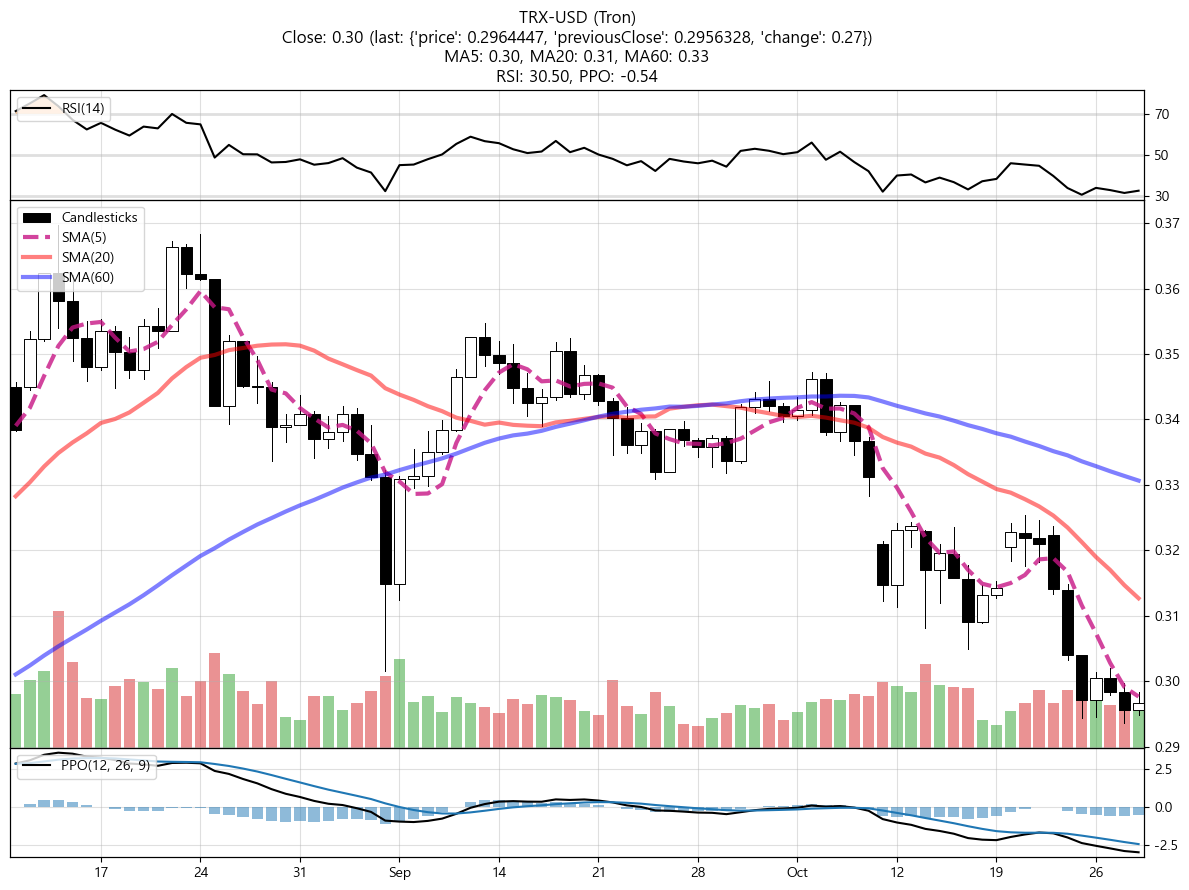 TRX-USD (Tron)
Close: 0.30 (last: {'price': 0.2964447, 'previousClose': 0.2956328, 'change': 0.27})
MA5: 0.30, MA20: 0.31, MA60: 0.33
RSI: 30.50, PPO: -0.54
RSI(14)
70
50
30
Candlesticks
SMA(5)
SMA(20)
SMA(60)
0.37
0.36
0.35
0.34
0.33
0.32
0.31
0.30
0.29
PPO(12, 26, 9)
2.5
0.0
-2.5
17 24 31 Sep 14 21 28 Oct 12 19 26